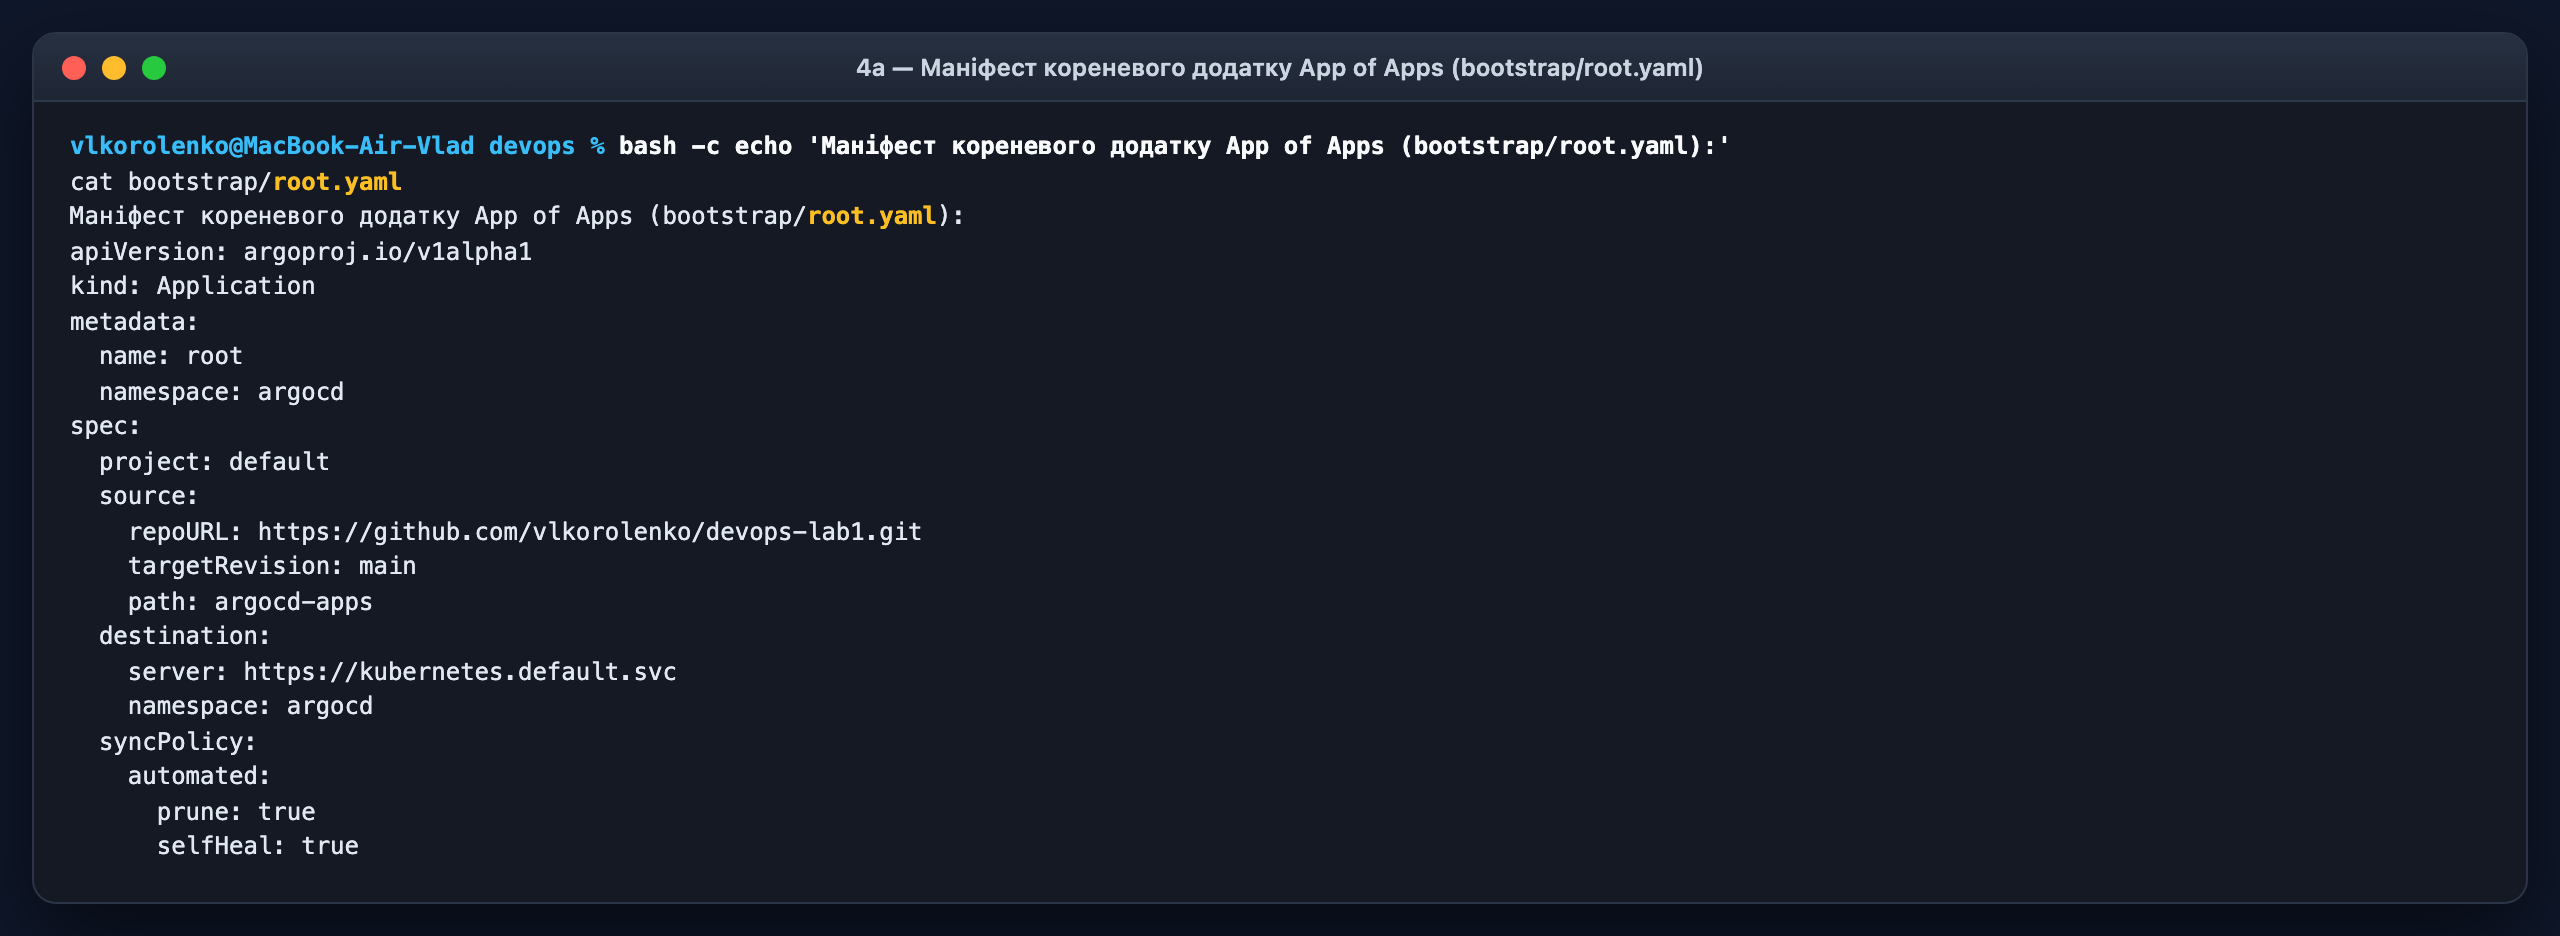 4a — Маніфест кореневого додатку App of Apps (bootstrap/root.yaml)
vlkorolenko@MacBook-Air-Vlad devops % bash -c echo 'Маніфест кореневого додатку App of Apps (bootstrap/root.yaml):'
cat bootstrap/root.yaml
Маніфест кореневого додатку App of Apps (bootstrap/root.yaml):
apiVersion: argoproj.io/v1alpha1
kind: Application
metadata:
  name: root
  namespace: argocd
spec:
  project: default
  source:
    repoURL: https://github.com/vlkorolenko/devops-lab1.git
    targetRevision: main
    path: argocd-apps
  destination:
    server: https://kubernetes.default.svc
    namespace: argocd
  syncPolicy:
    automated:
      prune: true
      selfHeal: true